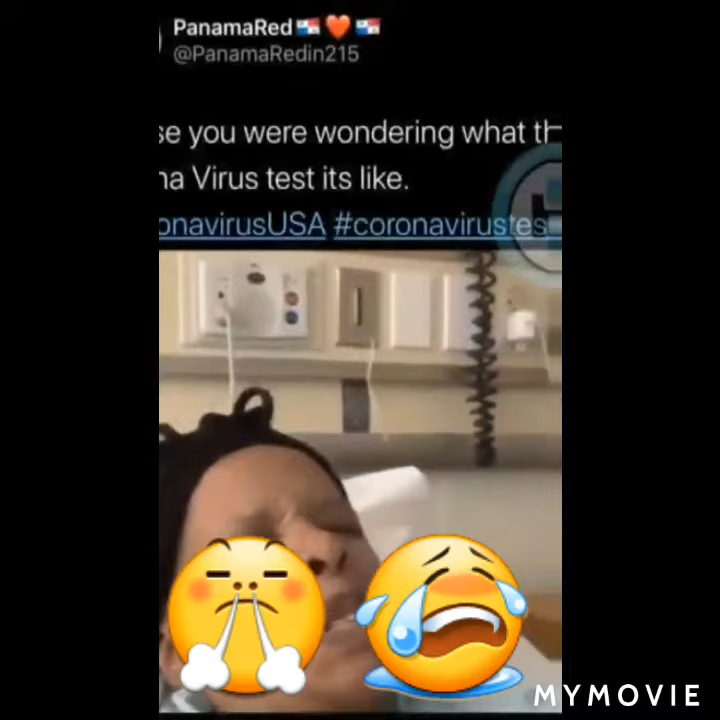 PanamaRed🇵🇦❤️🇵🇦
@PanamaRedin215
se you were wondering what th
na Virus test its like.
onavirusUSA #coronavirustes
MYMOVIE